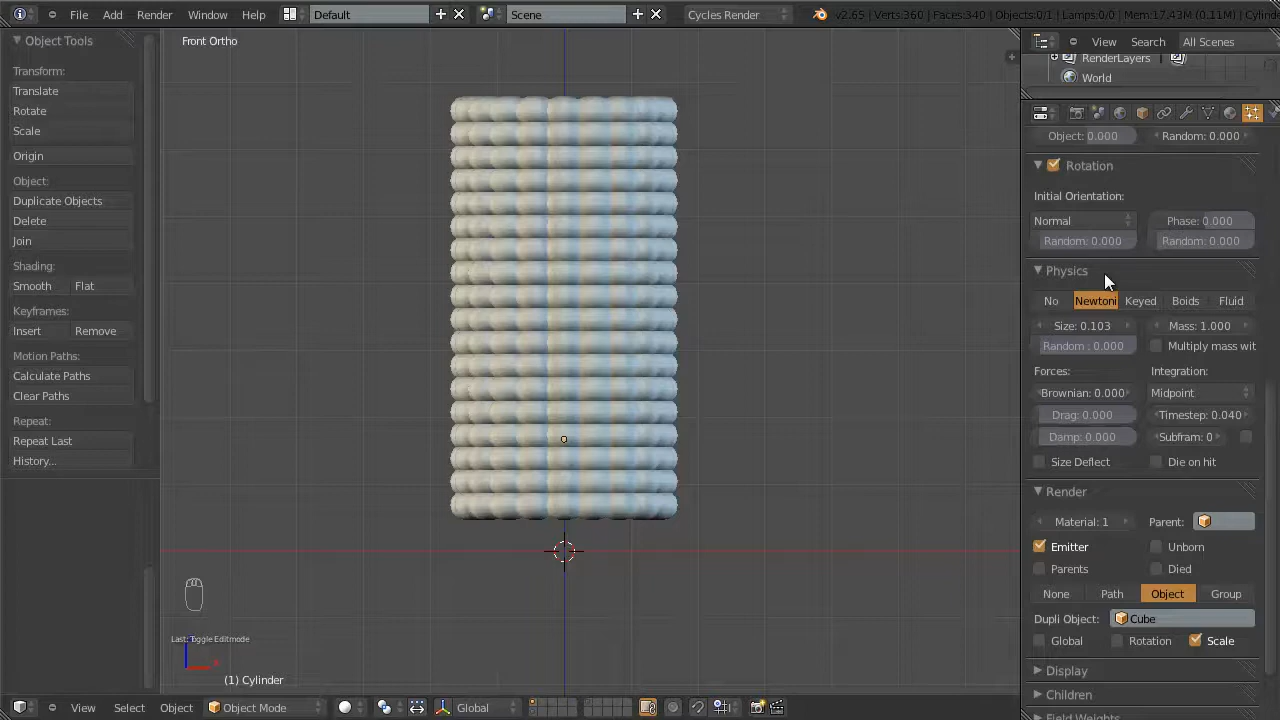 File Add Render Window Help Default Scene Cycles Render v2.65 | Verts:360 | Faces:340 | Objects:0/1 | Lamps:0/0 | Mem:17.43M (0.11M) |
Object Tools
Front Ortho
View Search All Scenes
RenderLayers
World
Transform:
Translate
Rotate
Scale
Origin
Object:
Duplicate Objects
Delete
Join
Shading:
Smooth Flat
Keyframes:
Insert Remove
Motion Paths:
Calculate Paths
Clear Paths
Repeat:
Repeat Last
History...
Object: 0.000 Random: 0.000
Rotation
Initial Orientation:
Normal Phase: 0.000
Random: 0.000 Random: 0.000
Physics
No Newtoni Keyed Boids Fluid
Size: 0.103 Mass: 1.000
Random : 0.000 Multiply mass wit
Forces: Integration:
Brownian: 0.000 Midpoint
Drag: 0.000 Timestep: 0.040
Damp: 0.000 Subfram: 0
Size Deflect Die on hit
Render
Material: 1 Parent:
Emitter Unborn
Parents Died
None Path Object Group
Dupli Object: Cube
Global Rotation Scale
Display
Children
Field Weights
(1) Cylinder
View Select Object Object Mode Global